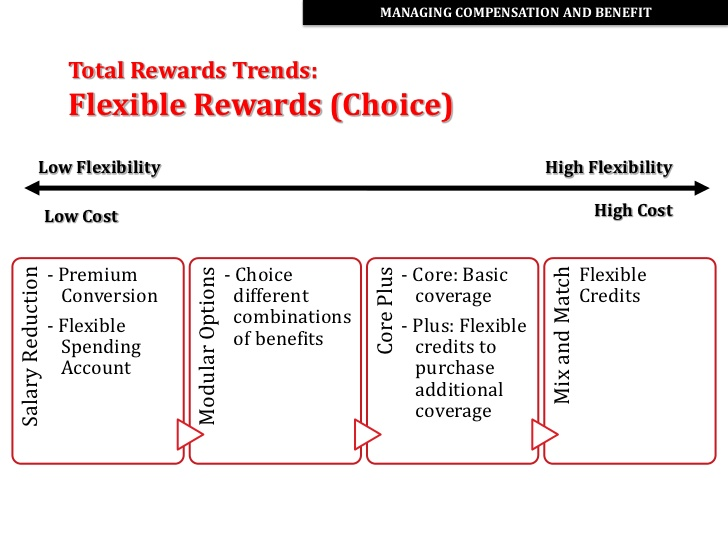 MANAGING COMPENSATION AND BENEFIT
Total Rewards Trends:
Flexible Rewards (Choice)
Low Flexibility
High Flexibility
Low Cost
High Cost
Salary Reduction
- Premium
Conversion
- Flexible
Spending
Account
Modular Options
- Choice
different
combinations
of benefits
Core Plus
- Core: Basic
coverage
- Plus: Flexible
credits to
purchase
additional
coverage
Mix and Match
Flexible
Credits